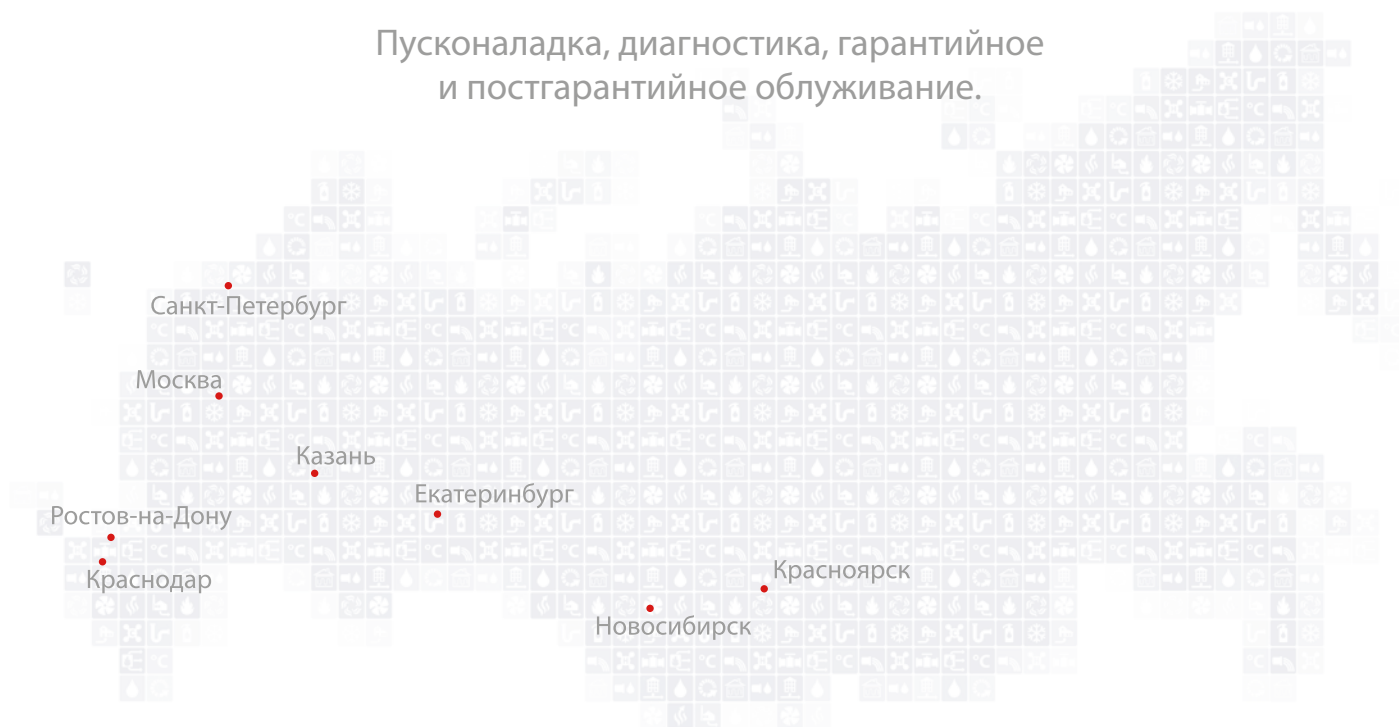 Пусконаладка, диагностика, гарантийное
и постгарантийное облуживание.
Санкт-Петербург
Москва
Казань
Екатеринбург
Ростов-на-Дону
Краснодар
Красноярск
Новосибирск